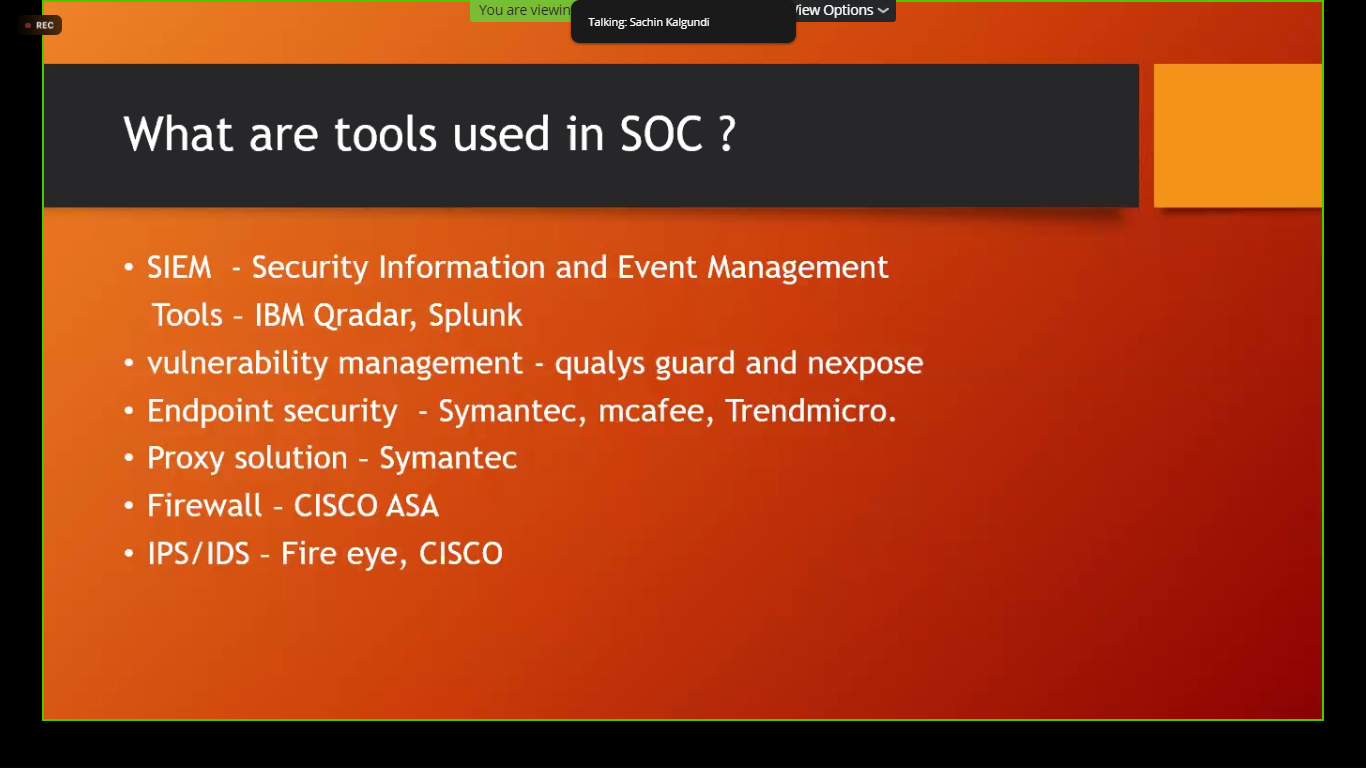 REC
You are viewing
Talking: Sachin Kalgundi
View Options
What are tools used in SOC ?
• SIEM - Security Information and Event Management
Tools – IBM Qradar, Splunk
• vulnerability management - qualys guard and nexpose
• Endpoint security - Symantec, mcafee, Trendmicro.
• Proxy solution – Symantec
• Firewall – CISCO ASA
• IPS/IDS – Fire eye, CISCO